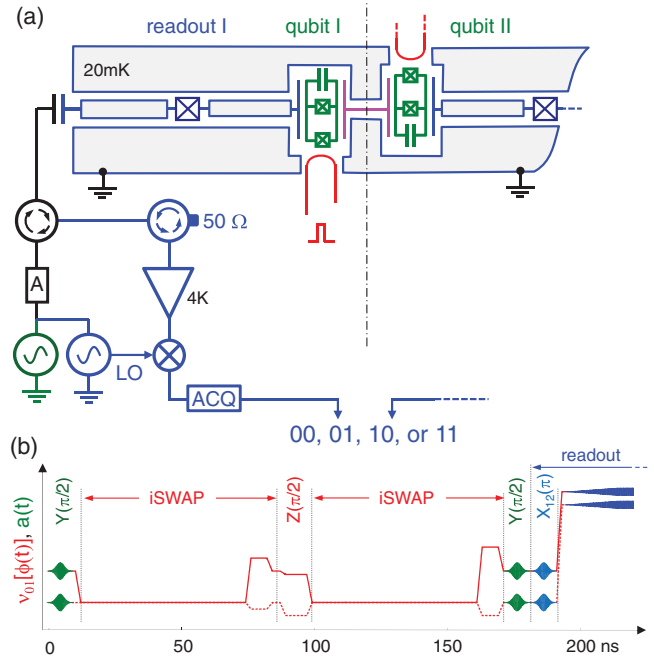 (a)
readout I
qubit I
qubit II
20mK
50 Ω
A
4K
LO
ACQ
00, 01, 10, or 11
(b)
readout
Y(π/2)
iSWAP
Z(π/2)
iSWAP
Y(π/2)
X₁₂(π)
ν₀₁[ϕ(t)], a(t)
0
50
100
150
200 ns